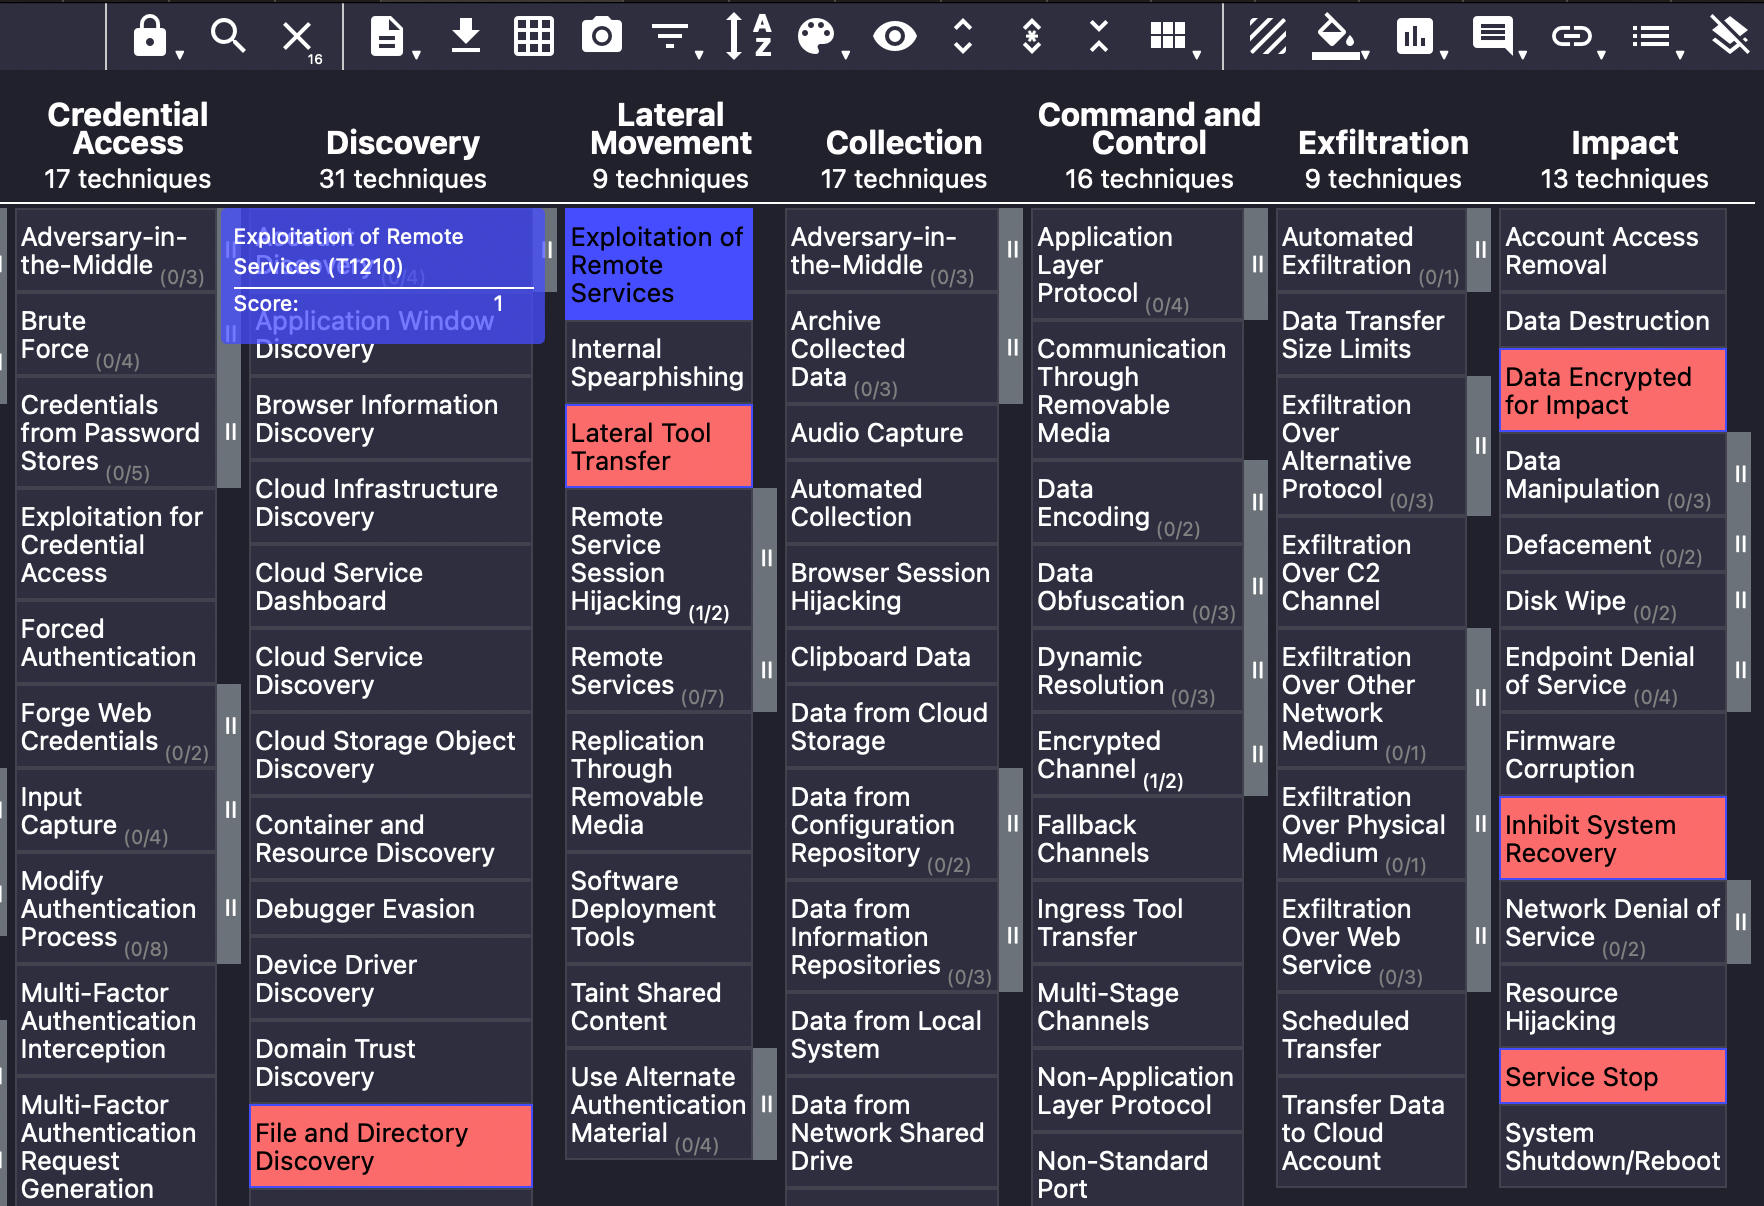 16
A
Z
Credential
Access
17 techniques
Adversary-in-
the-Middle (0/3)
Brute
Force (0/4)
Credentials
from Password
Stores (0/5)
Exploitation for
Credential
Access
Forced
Authentication
Forge Web
Credentials (0/2)
Input
Capture (0/4)
Modify
Authentication
Process (0/8)
Multi-Factor
Authentication
Interception
Multi-Factor
Authentication
Request
Generation
Discovery
31 techniques
Exploitation of Remote
Services (T1210)
Score: 1
Account
Discovery (0/4)
Application Window
Discovery
Browser Information
Discovery
Cloud Infrastructure
Discovery
Cloud Service
Dashboard
Cloud Service
Discovery
Cloud Storage Object
Discovery
Container and
Resource Discovery
Debugger Evasion
Device Driver
Discovery
Domain Trust
Discovery
File and Directory
Discovery
Lateral
Movement
9 techniques
Exploitation of
Remote
Services
Internal
Spearphishing
Lateral Tool
Transfer
Remote
Service
Session
Hijacking (1/2)
Remote
Services (0/7)
Replication
Through
Removable
Media
Software
Deployment
Tools
Taint Shared
Content
Use Alternate
Authentication
Material (0/4)
Collection
17 techniques
Adversary-in-
the-Middle (0/3)
Archive
Collected
Data (0/3)
Audio Capture
Automated
Collection
Browser Session
Hijacking
Clipboard Data
Data from Cloud
Storage
Data from
Configuration
Repository (0/2)
Data from
Information
Repositories (0/3)
Data from Local
System
Data from
Network Shared
Drive
Command and
Control
16 techniques
Application
Layer
Protocol (0/4)
Communication
Through
Removable
Media
Data
Encoding (0/2)
Data
Obfuscation (0/3)
Dynamic
Resolution (0/3)
Encrypted
Channel (1/2)
Fallback
Channels
Ingress Tool
Transfer
Multi-Stage
Channels
Non-Application
Layer Protocol
Non-Standard
Port
Exfiltration
9 techniques
Automated
Exfiltration (0/1)
Data Transfer
Size Limits
Exfiltration
Over
Alternative
Protocol (0/3)
Exfiltration
Over C2
Channel
Exfiltration
Over Other
Network
Medium (0/1)
Exfiltration
Over Physical
Medium (0/1)
Exfiltration
Over Web
Service (0/3)
Scheduled
Transfer
Transfer Data
to Cloud
Account
Impact
13 techniques
Account Access
Removal
Data Destruction
Data Encrypted
for Impact
Data
Manipulation (0/3)
Defacement (0/2)
Disk Wipe (0/2)
Endpoint Denial
of Service (0/4)
Firmware
Corruption
Inhibit System
Recovery
Network Denial of
Service (0/2)
Resource
Hijacking
Service Stop
System
Shutdown/Reboot